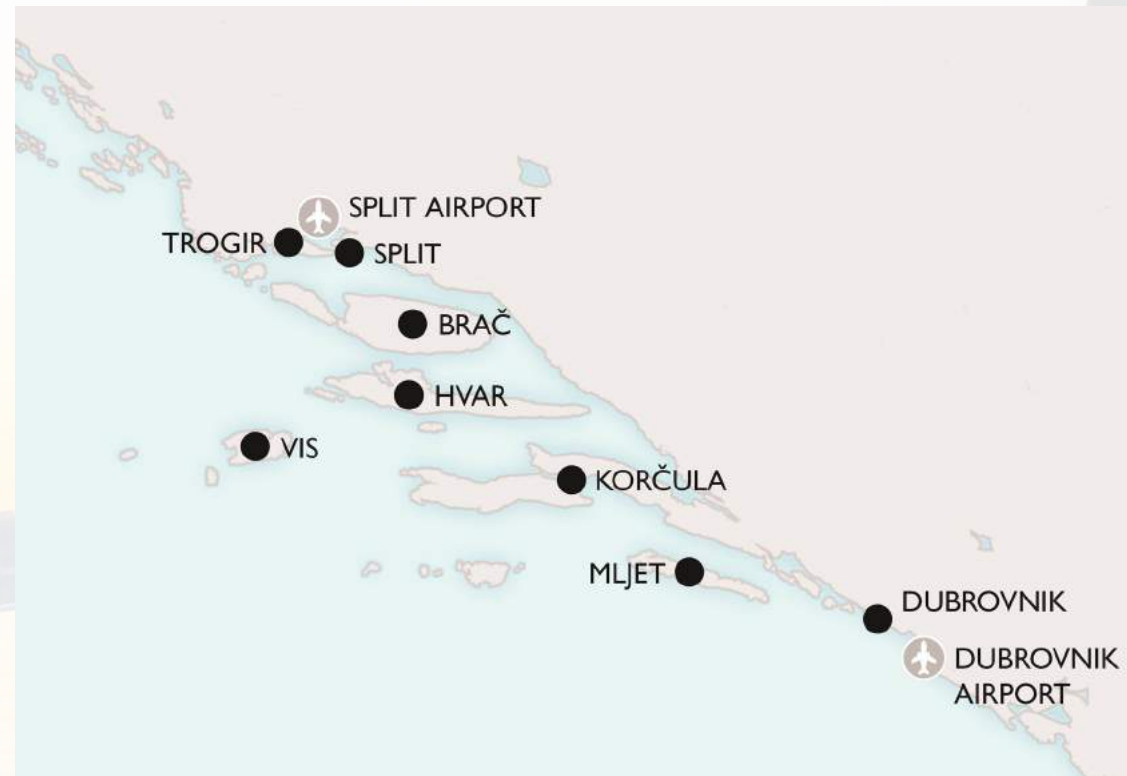 SPLIT AIRPORT
TROGIR
SPLIT
BRAČ
HVAR
VIS
KORČULA
MLJET
DUBROVNIK
DUBROVNIK
AIRPORT